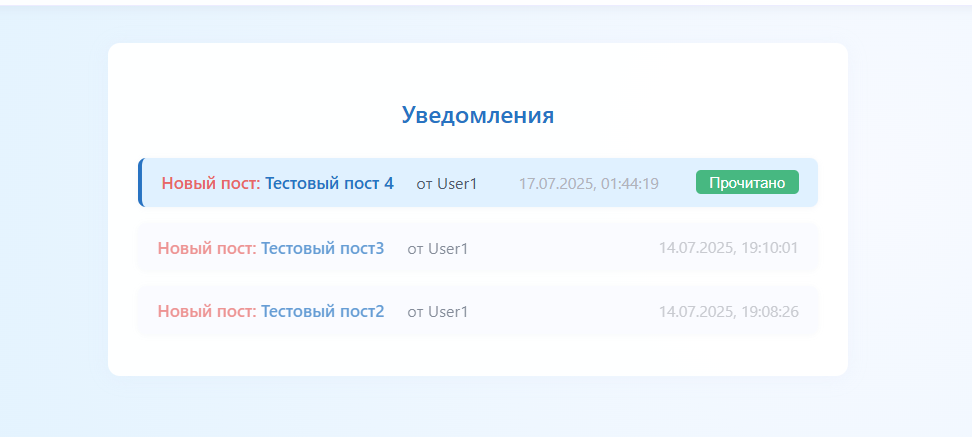 Уведомления
Новый пост: Тестовый пост 4 от User1 17.07.2025, 01:44:19 Прочитано
Новый пост: Тестовый пост3 от User1 14.07.2025, 19:10:01
Новый пост: Тестовый пост2 от User1 14.07.2025, 19:08:26